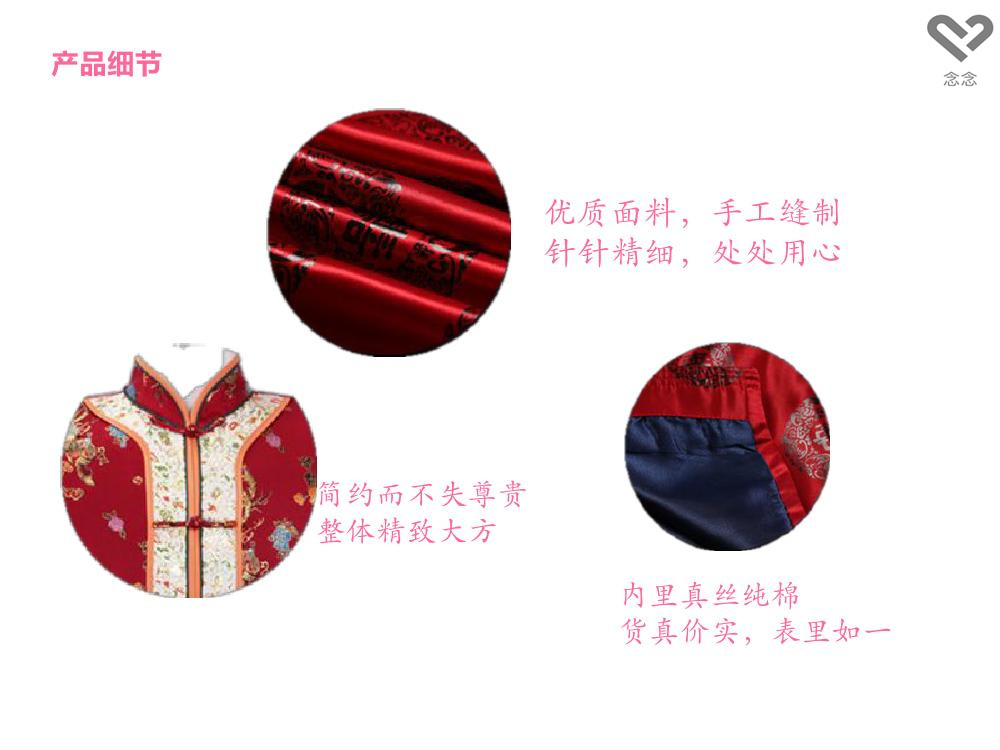 产品细节
念念
优质面料，手工缝制
针针精细，处处用心
简约而不失尊贵
整体精致大方
内里真丝纯棉
货真价实，表里如一